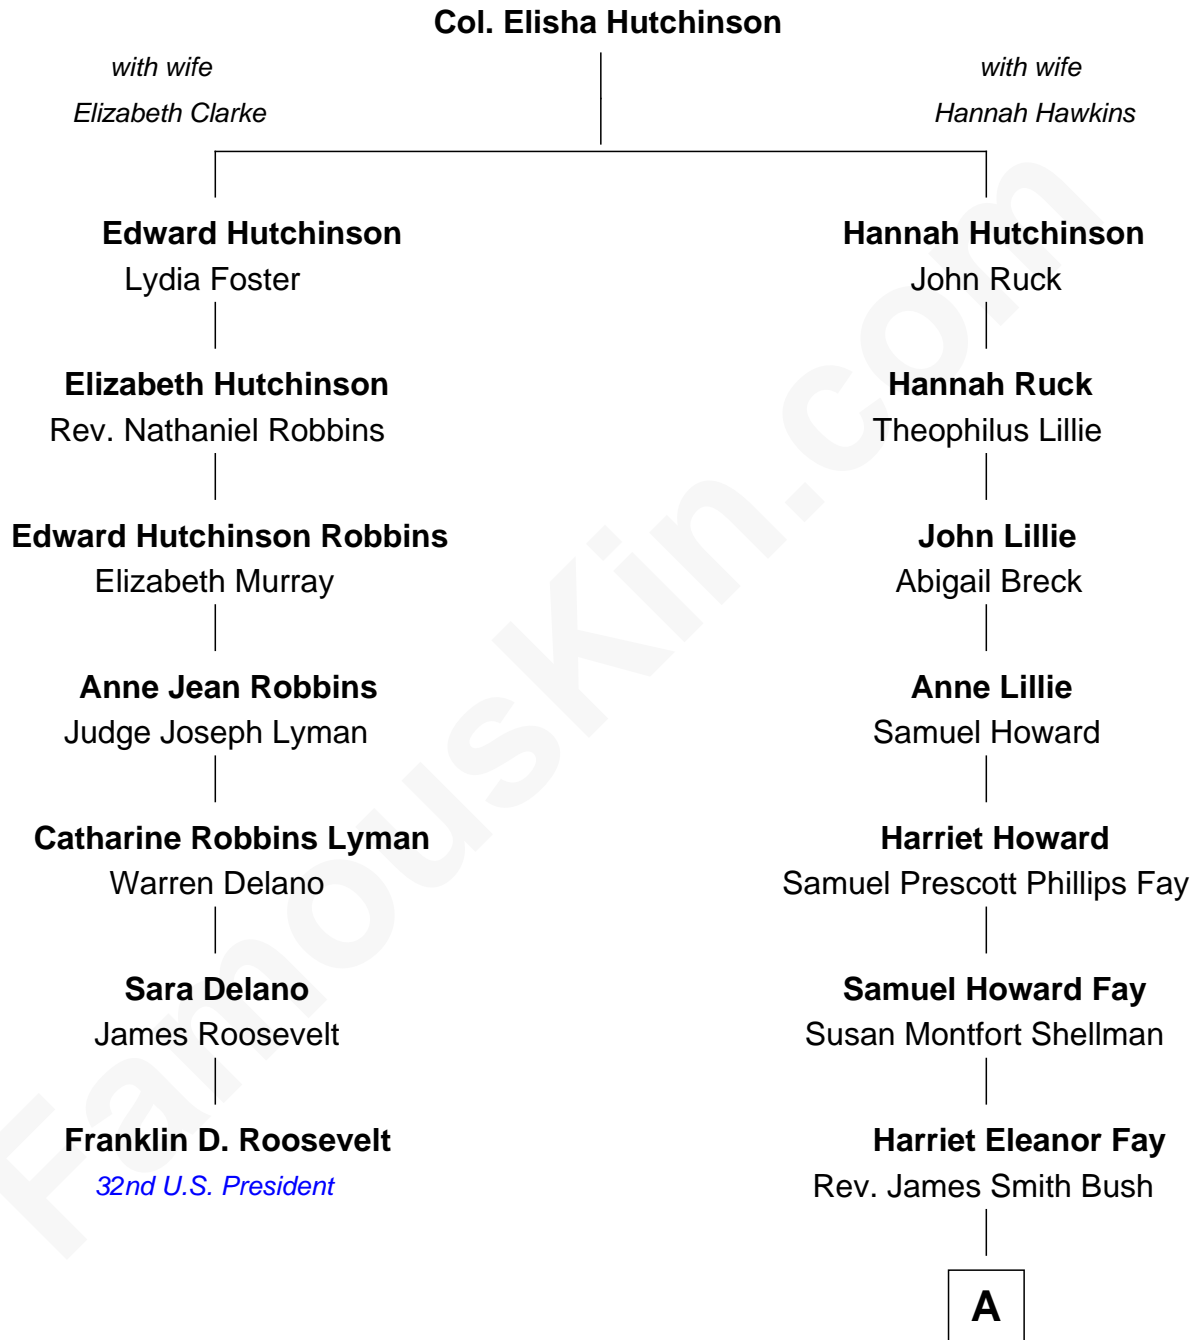 Col. Elisha Hutchinson
with wife
Elizabeth Clarke
with wife
Hannah Hawkins
Edward Hutchinson
Lydia Foster
Hannah Hutchinson
John Ruck
Elizabeth Hutchinson
Rev. Nathaniel Robbins
Hannah Ruck
Theophilus Lillie
Edward Hutchinson Robbins
Elizabeth Murray
John Lillie
Abigail Breck
Anne Jean Robbins
Judge Joseph Lyman
Anne Lillie
Samuel Howard
Catharine Robbins Lyman
Warren Delano
Harriet Howard
Samuel Prescott Phillips Fay
Sara Delano
James Roosevelt
Samuel Howard Fay
Susan Montfort Shellman
Franklin D. Roosevelt
32nd U.S. President
Harriet Eleanor Fay
Rev. James Smith Bush
A
FamousKin.com